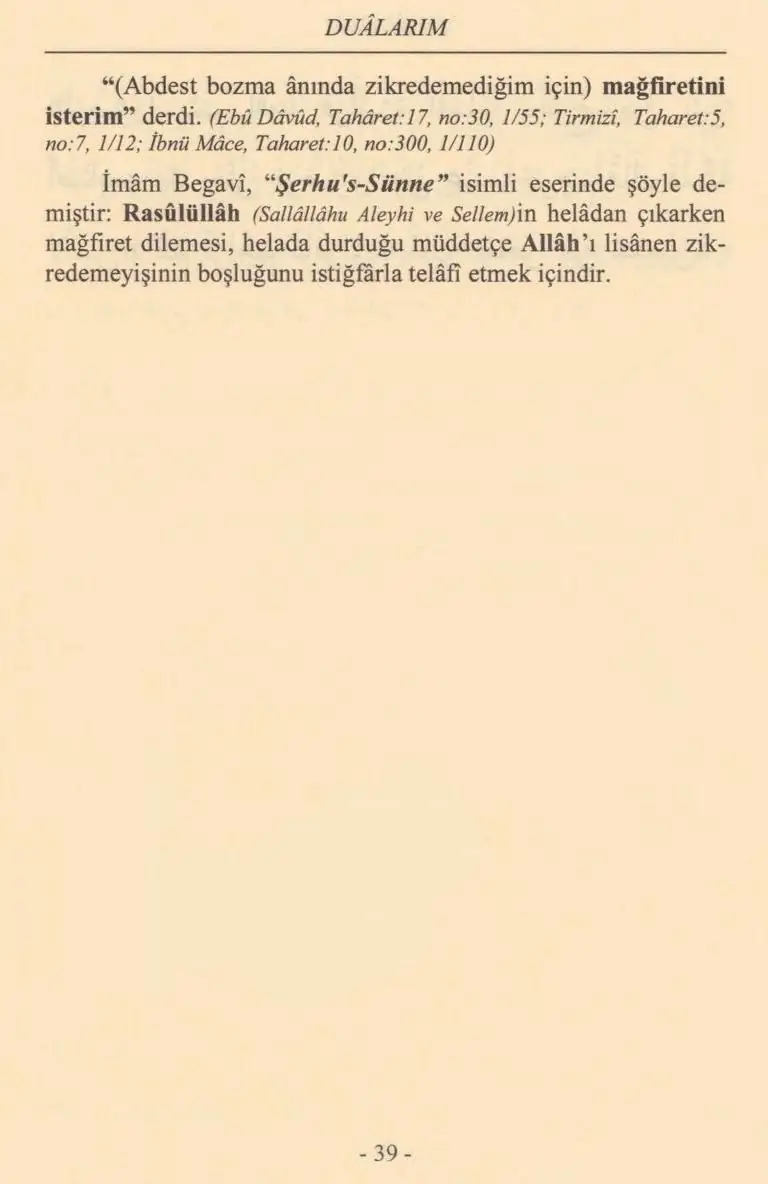 DUÂLARIM
“(Abdest bozma ânında zikredemediğim için) mağfiretini
isterim” derdi. (Ebû Dâvûd, Tahâret:17, no:30, 1/55; Tirmizî, Taharet:5,
no:7, 1/12; İbnü Mâce, Taharet:10, no:300, 1/110)
İmâm Begavî, “Şerhu's-Sünne” isimli eserinde şöyle de-
miştir: Rasûlüllâh (Sallâllâhu Aleyhi ve Sellem)in helâdan çıkarken
mağfiret dilemesi, helada durduğu müddetçe Allâh’ı lisânen zik-
redemeyişinin boşluğunu istiğfârla telâfî etmek içindir.
- 39 -